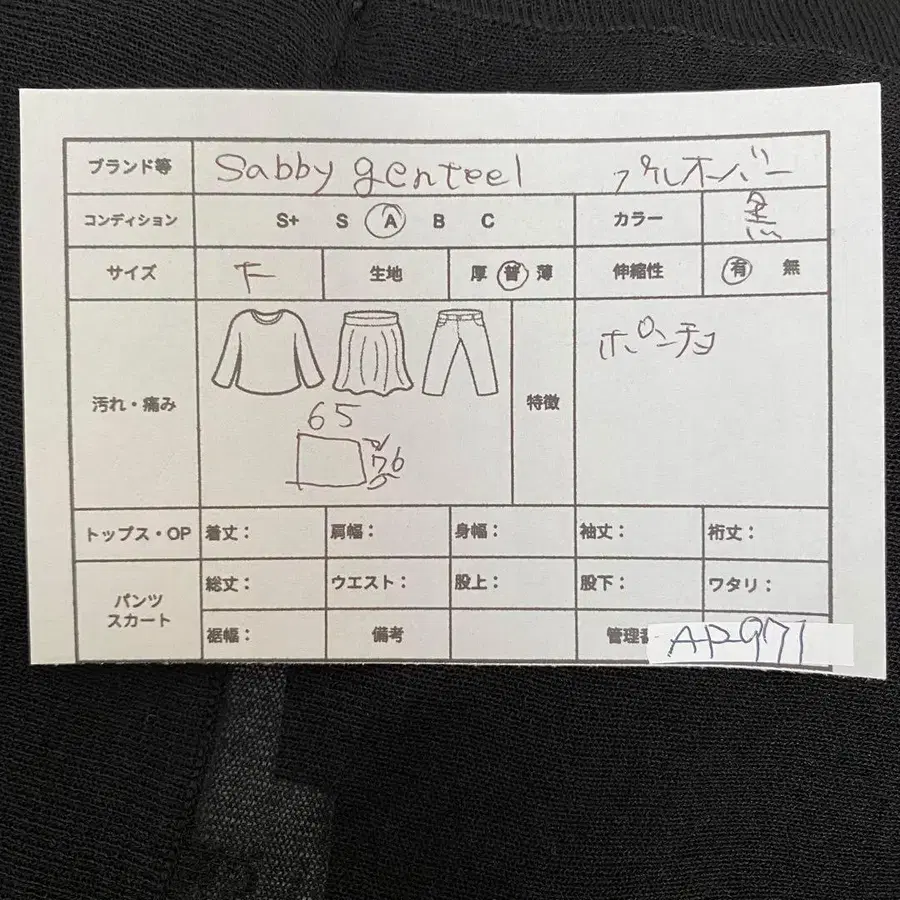 ブランド等 Sabby genteel プルオーバー
コンディション S+ S A B C カラー 黒
サイズ F 生地 厚 普 薄 伸縮性 有 無
汚れ・痛み 特徴 ポンチョ
65
76
トップス・OP 着丈： 肩幅： 身幅： 袖丈： 裄丈：
パンツ スカート 総丈： ウエスト： 股上： 股下： ワタリ：
裾幅： 備考 管理番 AP971